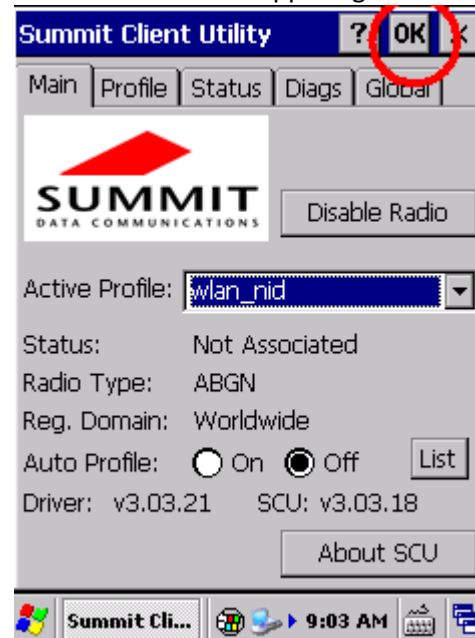 Summit Client Utility ? OK X
Main Profile Status Diags Global
SUMMIT
DATA COMMUNICATIONS
Disable Radio
Active Profile: wlan_nid
Status: Not Associated
Radio Type: ABGN
Reg. Domain: Worldwide
Auto Profile: On Off List
Driver: v3.03.21 SCU: v3.03.18
About SCU
Summit Cli... 9:03 AM